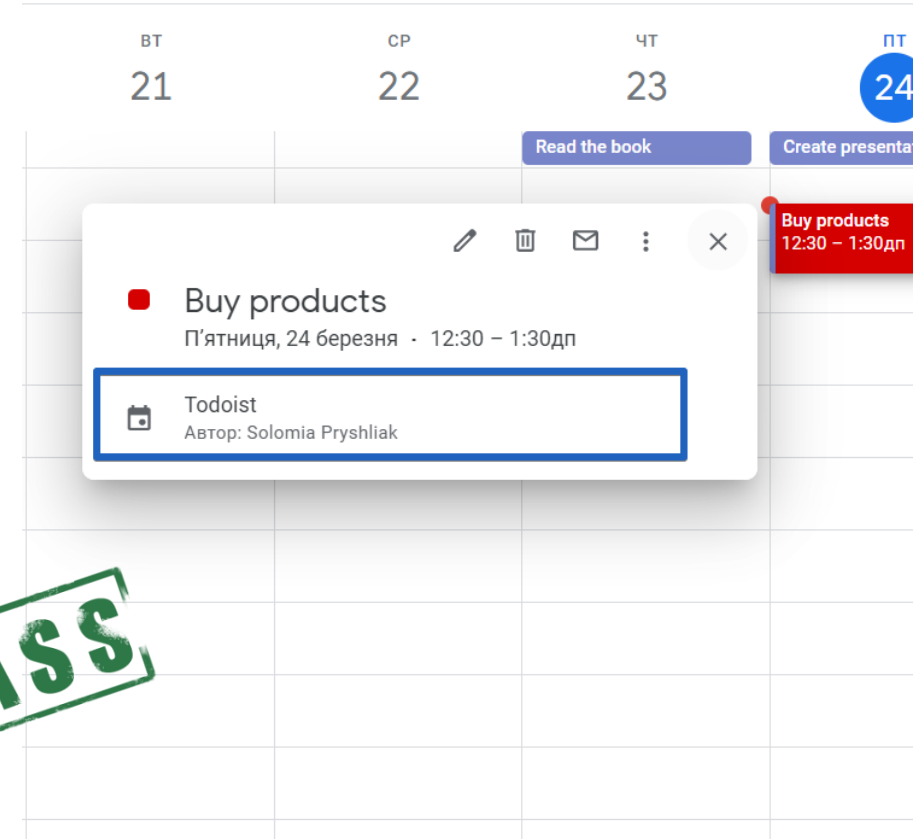 ВТ
21
СР
22
ЧТ
23
ПТ
24
Read the book
Create
Buy products
12:30 – 1:30дп
Buy products
П'ятниця, 24 березня · 12:30 – 1:30дп
Todoist
Автор: Solomia Pryshliak